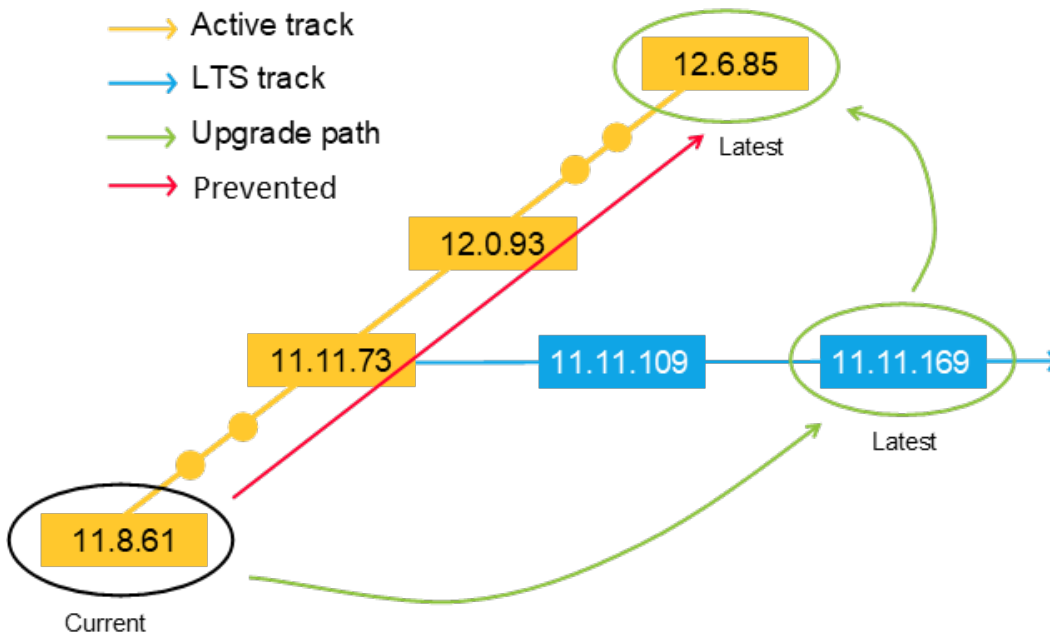 Active track
LTS track
Upgrade path
Prevented
12.6.85
Latest
12.0.93
11.11.73
11.11.109
11.11.169
Latest
11.8.61
Current